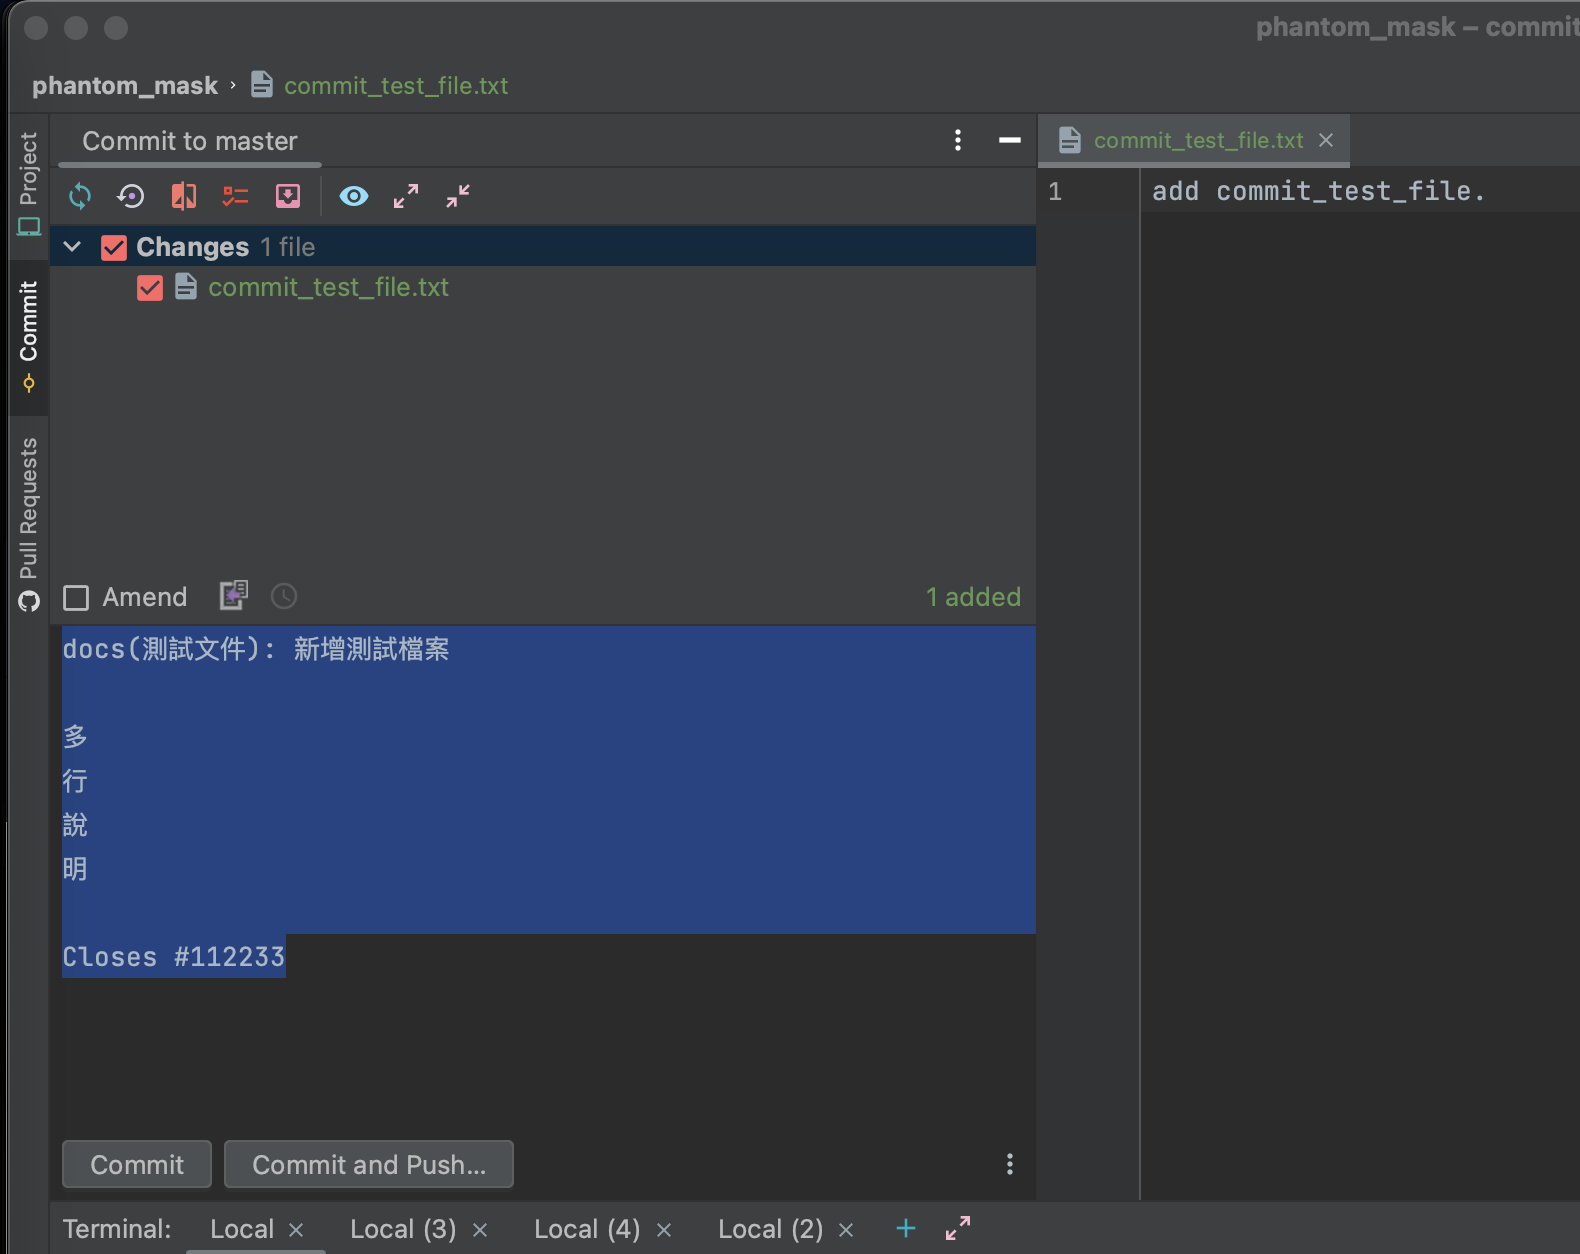 phantom_mask – commit
phantom_mask › commit_test_file.txt
Project
Commit
Pull Requests
Commit to master
Changes 1 file
commit_test_file.txt
Amend
1 added
docs(測試文件): 新增測試檔案
多
行
說
明
Closes #112233
Commit
Commit and Push...
commit_test_file.txt
1 add commit_test_file.
Terminal: Local Local (3) Local (4) Local (2)